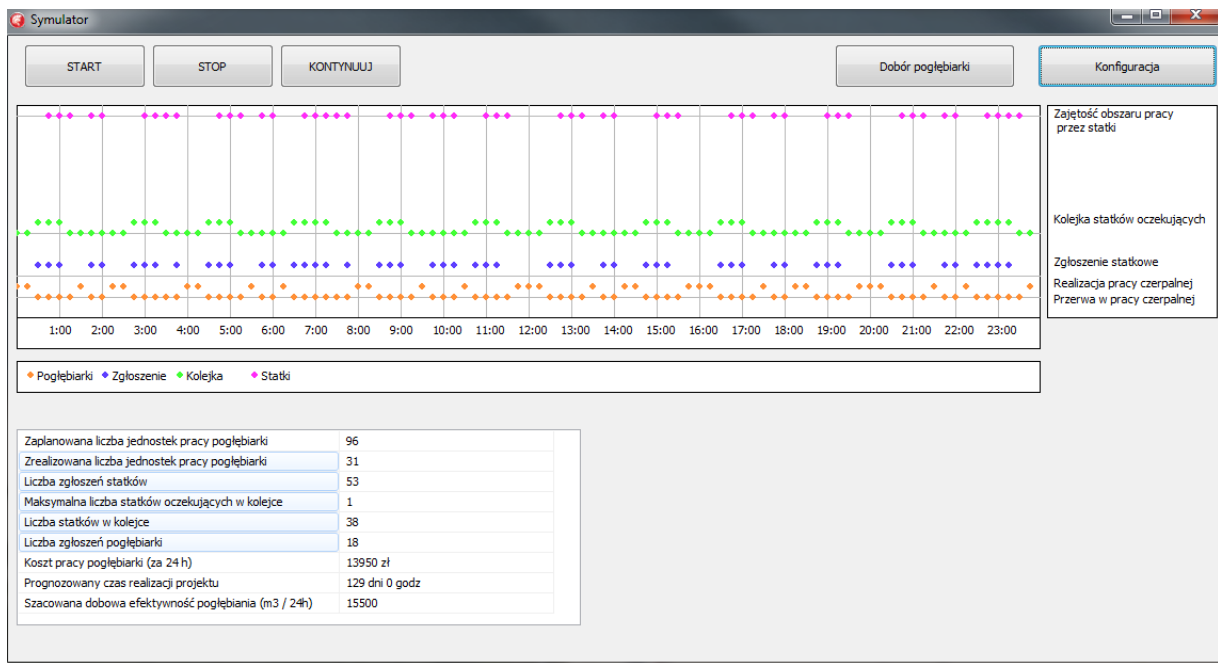 Symulator
START
STOP
KONTYNUUJ
Dobór pogłębiarki
Konfiguracja
Zajętość obszaru pracy
przez statki
Kolejka statków oczekujących
Zgłoszenie statkowe
Realizacja pracy czerpalnej
Przerwa w pracy czerpalnej
1:00 2:00 3:00 4:00 5:00 6:00 7:00 8:00 9:00 10:00 11:00 12:00 13:00 14:00 15:00 16:00 17:00 18:00 19:00 20:00 21:00 22:00 23:00
Pogłębiarki Zgłoszenie Kolejka Statki
Zaplanowana liczba jednostek pracy pogłębiarki 96
Zrealizowana liczba jednostek pracy pogłębiarki 31
Liczba zgłoszeń statków 53
Maksymalna liczba statków oczekujących w kolejce 1
Liczba statków w kolejce 38
Liczba zgłoszeń pogłębiarki 18
Koszt pracy pogłębiarki (za 24 h) 13950 zł
Prognozowany czas realizacji projektu 129 dni 0 godz
Szacowana dobowa efektywność pogłębiania (m3 / 24h) 15500